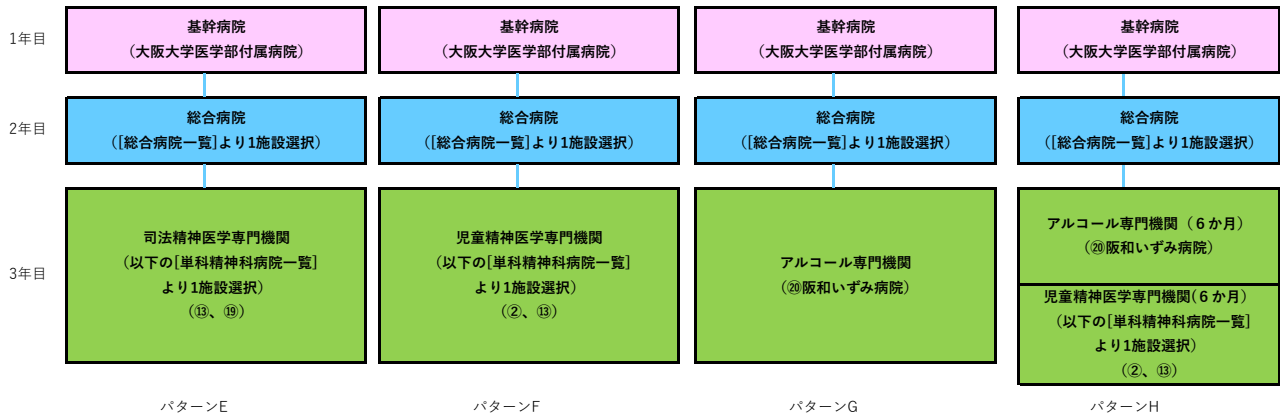 1年目
基幹病院
（大阪大学医学部付属病院）
基幹病院
（大阪大学医学部付属病院）
基幹病院
（大阪大学医学部付属病院）
基幹病院
（大阪大学医学部付属病院）
2年目
総合病院
（[総合病院一覧]より1施設選択）
総合病院
（[総合病院一覧]より1施設選択）
総合病院
（[総合病院一覧]より1施設選択）
総合病院
（[総合病院一覧]より1施設選択）
3年目
司法精神医学専門機関
（以下の[単科精神科病院一覧]
より1施設選択）
（⑬、⑲）
児童精神医学専門機関
（以下の[単科精神科病院一覧]
より1施設選択）
（②、⑬）
アルコール専門機関
（⑳阪和いずみ病院）
アルコール専門機関（６か月）
（⑳阪和いずみ病院）
児童精神医学専門機関(６か月）
（以下の[単科精神科病院一覧]
より1施設選択）
（②、⑬）
パターンE
パターンF
パターンG
パターンH